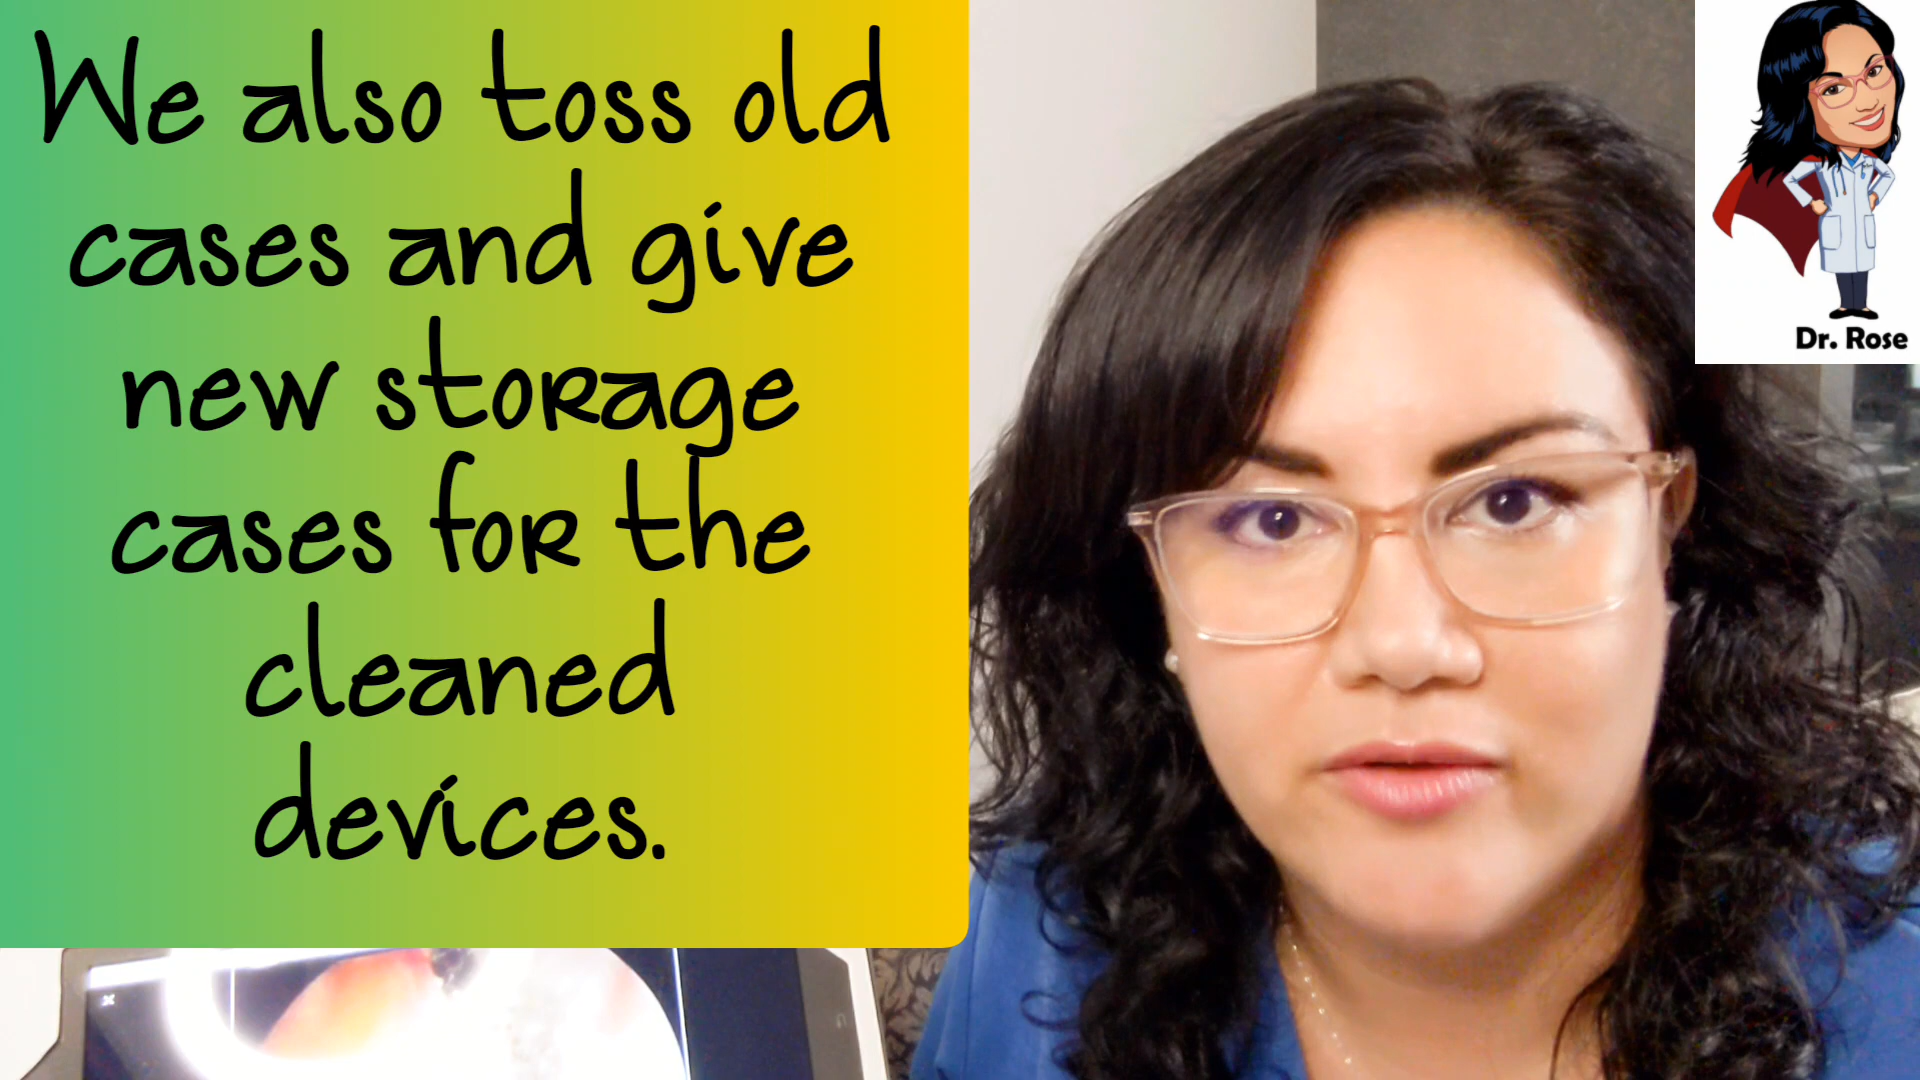 We also toss old
cases and give
new storage
cases for the
cleaned
devices.
Dr. Rose